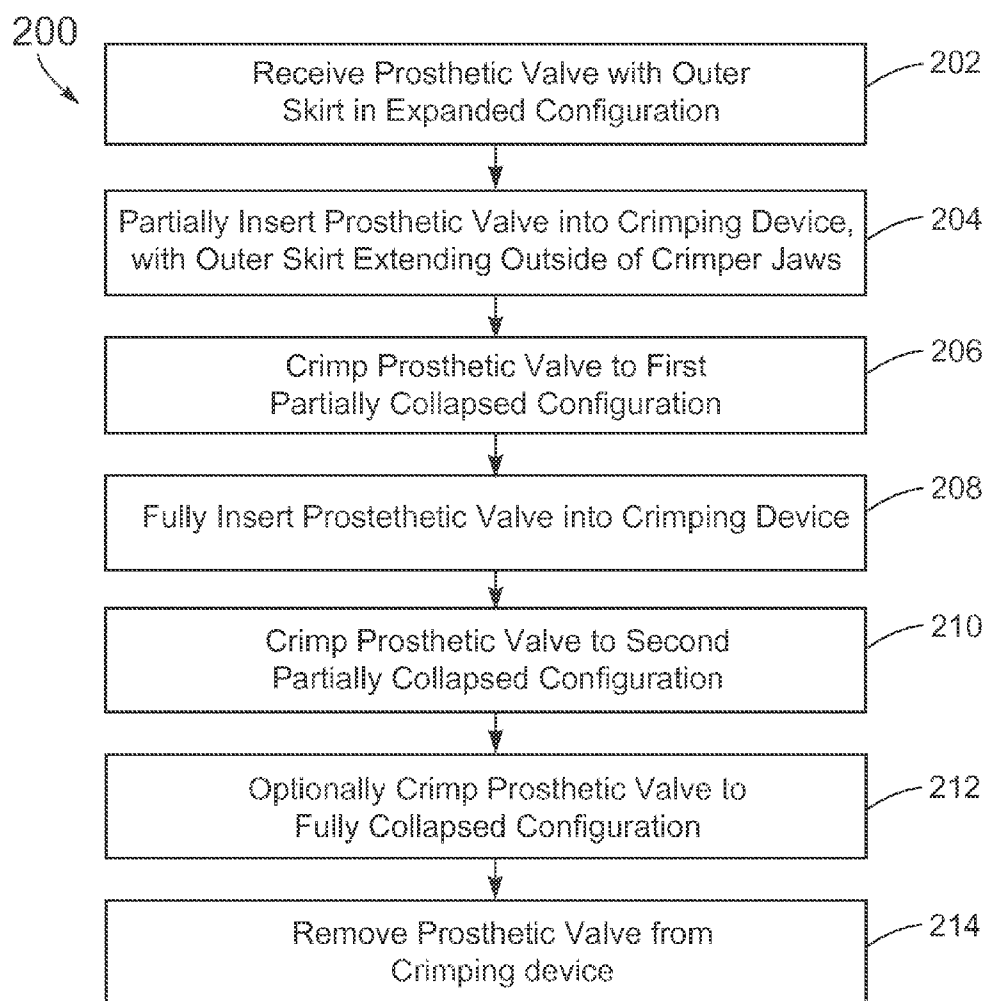 200
Receive Prosthetic Valve with Outer
Skirt in Expanded Configuration
202
Partially Insert Prosthetic Valve into Crimping Device,
with Outer Skirt Extending Outside of Crimper Jaws
204
Crimp Prosthetic Valve to First
Partially Collapsed Configuration
206
Fully Insert Prostethetic Valve into Crimping Device
208
Crimp Prosthetic Valve to Second
Partially Collapsed Configuration
210
Optionally Crimp Prosthetic Valve to
Fully Collapsed Configuration
212
Remove Prosthetic Valve from
Crimping device
214